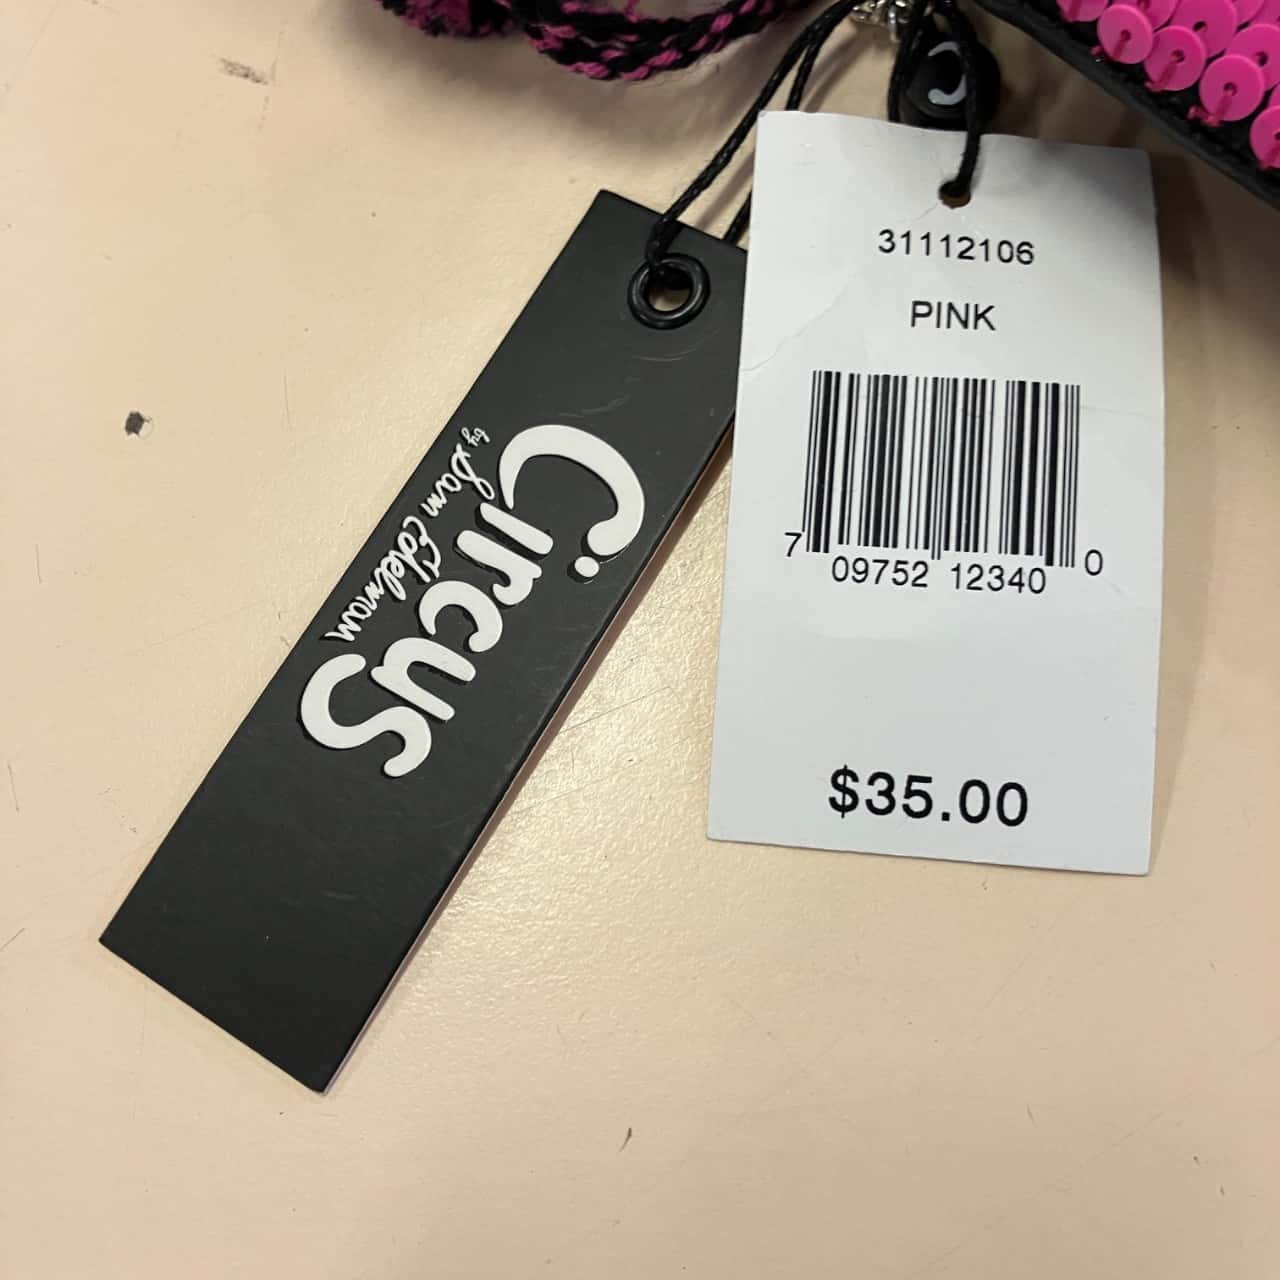 Circus
by Sam Edelman
31112106
PINK
7 09752 12340 0
$35.00